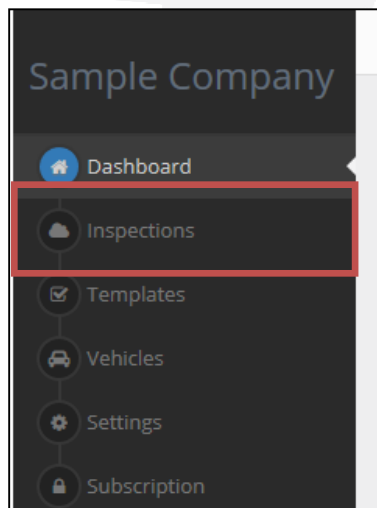 Sample Company
Dashboard
Inspections
Templates
Vehicles
Settings
Subscription